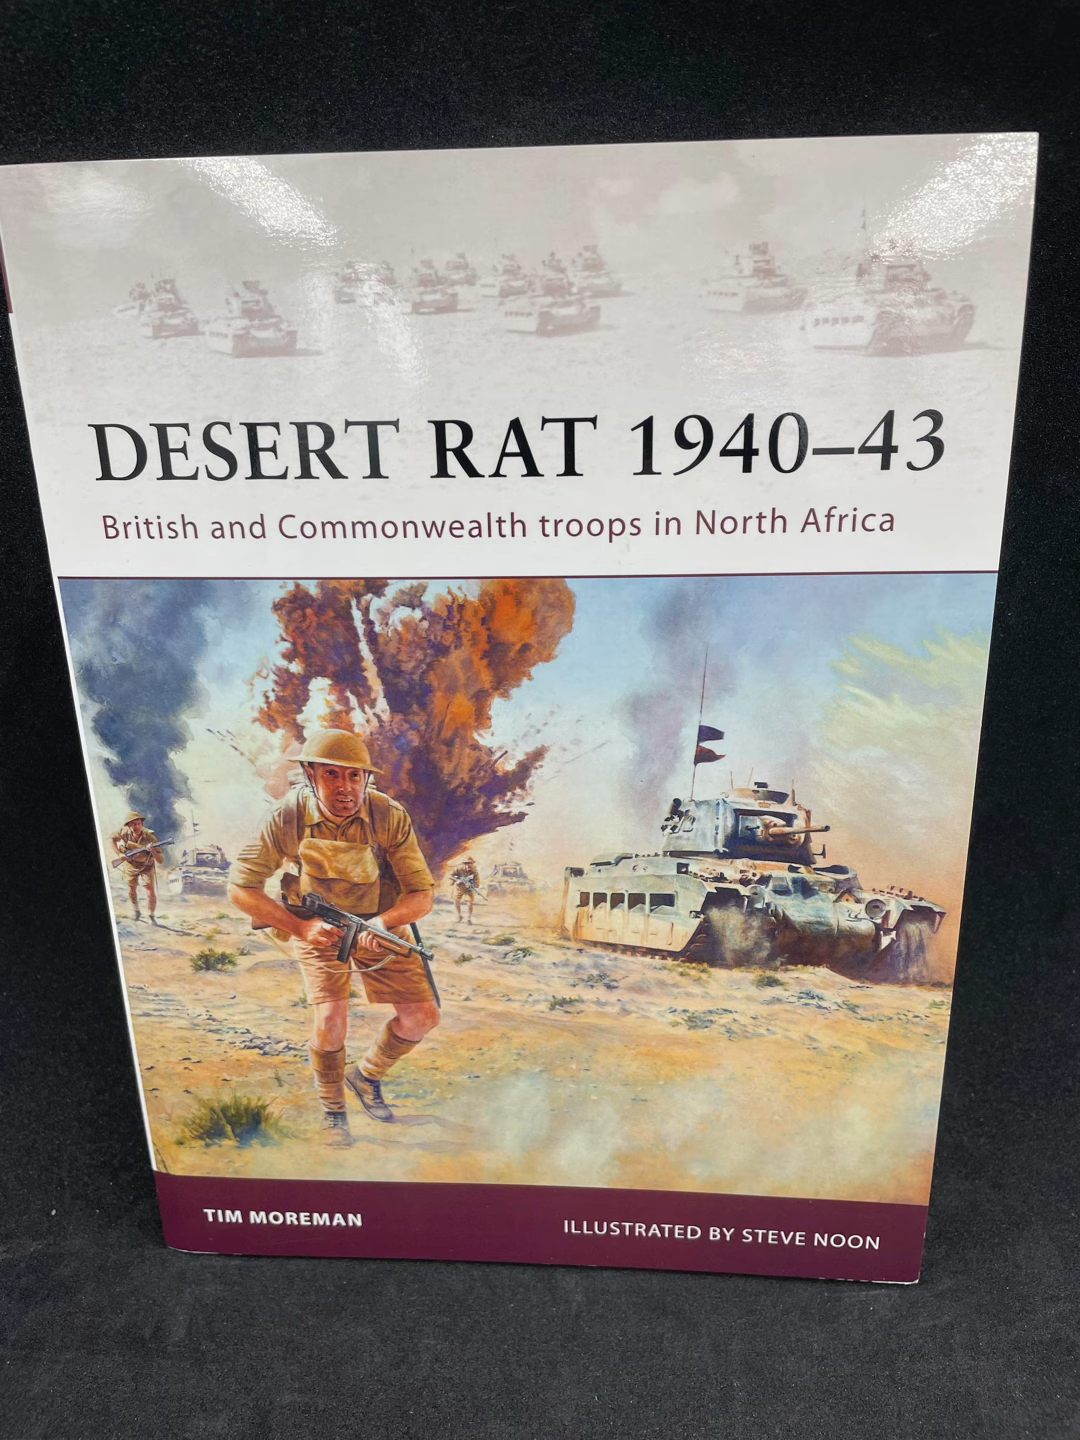 DESERT RAT 1940–43
British and Commonwealth troops in North Africa
TIM MOREMAN
ILLUSTRATED BY STEVE NOON